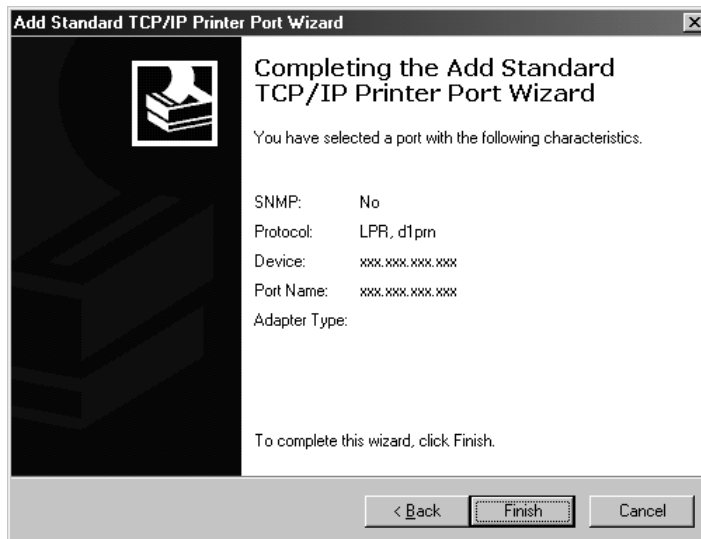 Add Standard TCP/IP Printer Port Wizard
Completing the Add Standard
TCP/IP Printer Port Wizard
You have selected a port with the following characteristics.
SNMP: No
Protocol: LPR, d1prn
Device: xxx.xxx.xxx.xxx
Port Name: xxx.xxx.xxx.xxx
Adapter Type:
To complete this wizard, click Finish.
< Back Finish Cancel